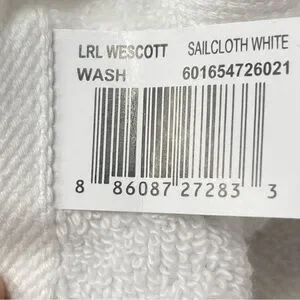 LRL WESCOTT SAILCLOTH WHITE
WASH 601654726021
8 86087 27283 3